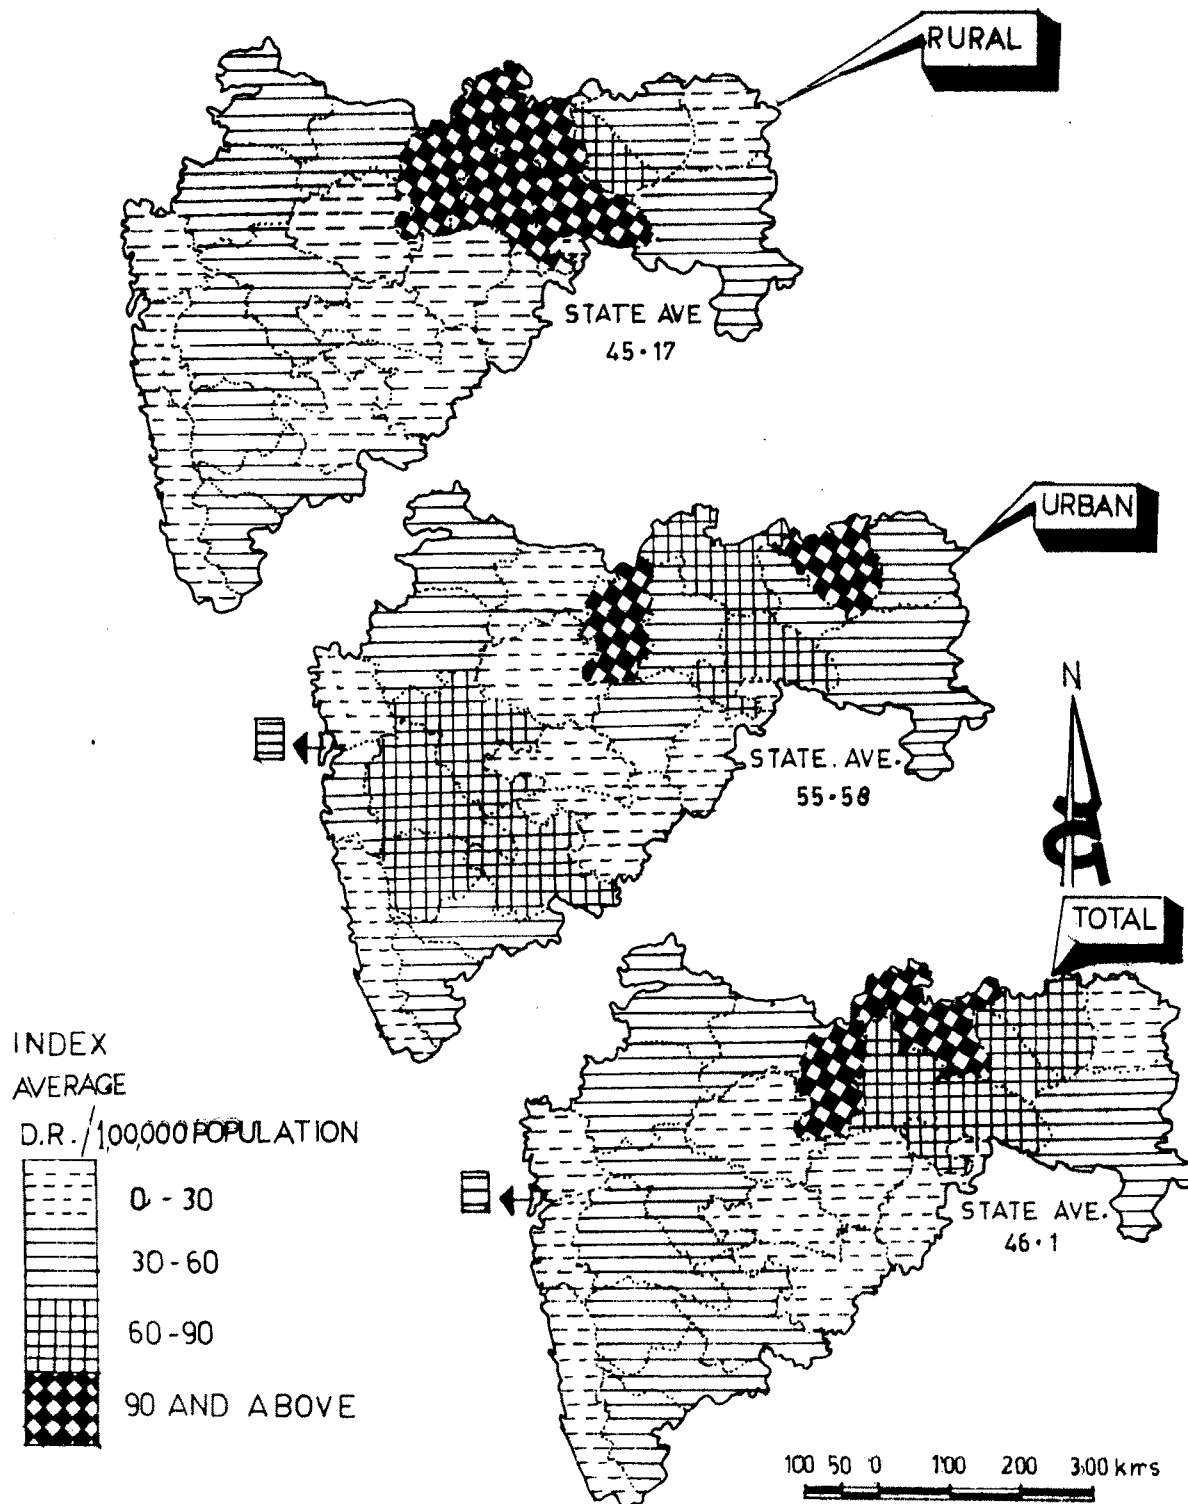 RURAL
STATE AVE
45·17
URBAN
STATE. AVE.
55·58
N
TOTAL
STATE AVE.
46·1
INDEX
AVERAGE
D.R. / 1,00,000 POPULATION
0 - 30
30 - 60
60 - 90
90 AND ABOVE
100 50 0 100 200 300 kms